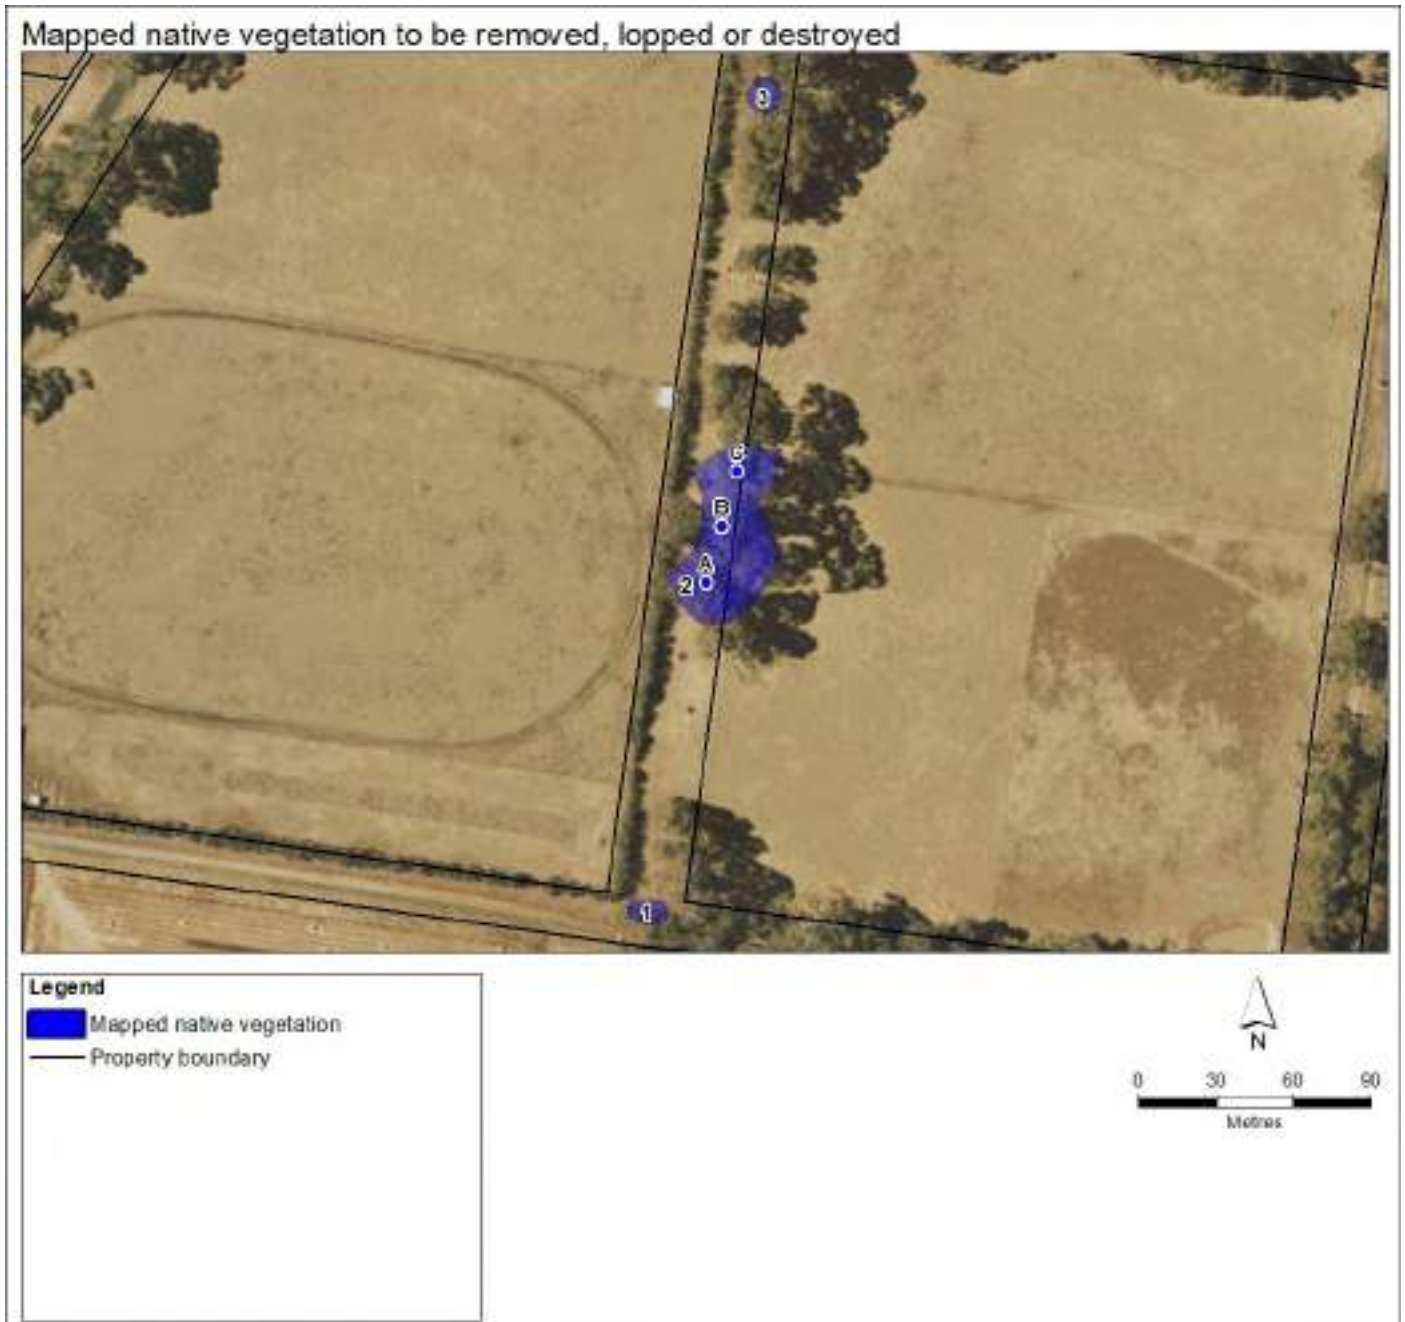 Mapped native vegetation to be removed, lopped or destroyed
3
C
B
A
2
1
Legend
Mapped native vegetation
Property boundary
N
0 30 60 90
Metres